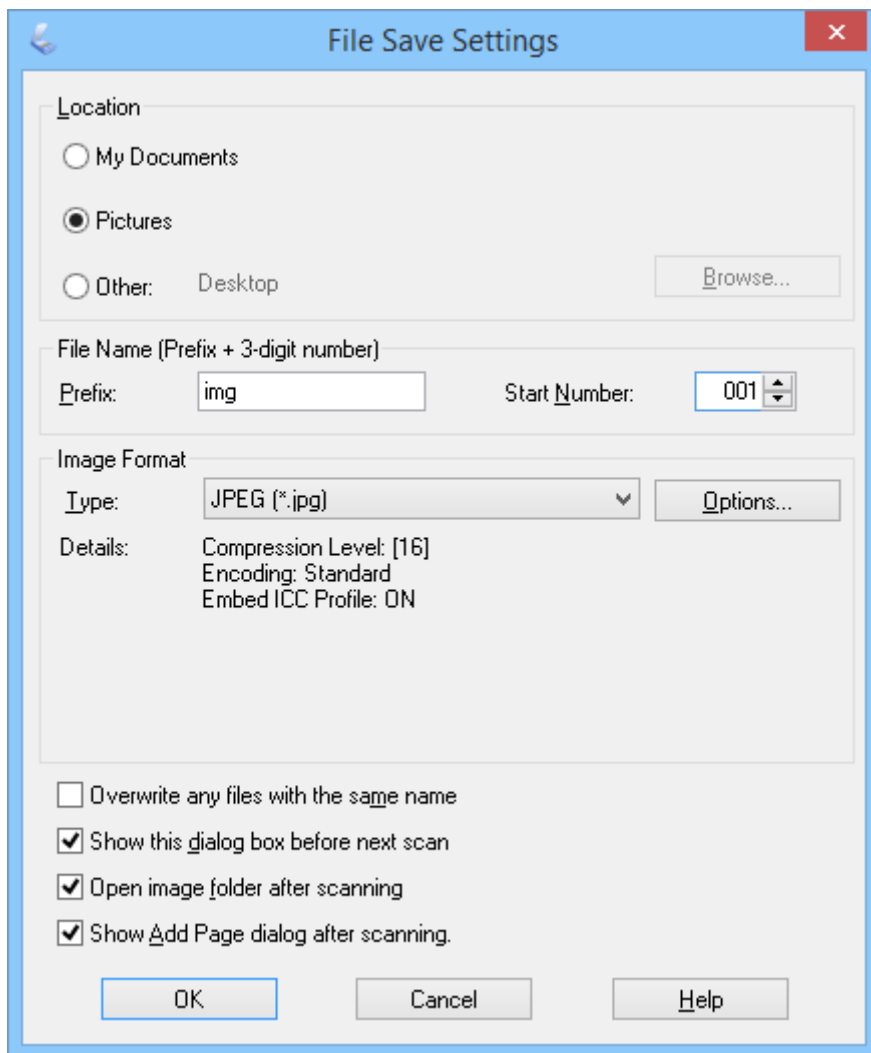 File Save Settings
Location
My Documents
Pictures
Other: Desktop Browse...
File Name (Prefix + 3-digit number)
Prefix: img Start Number: 001
Image Format
Type: JPEG (*.jpg) Options...
Details: Compression Level: [16]
Encoding: Standard
Embed ICC Profile: ON
Overwrite any files with the same name
Show this dialog box before next scan
Open image folder after scanning
Show Add Page dialog after scanning.
OK Cancel Help